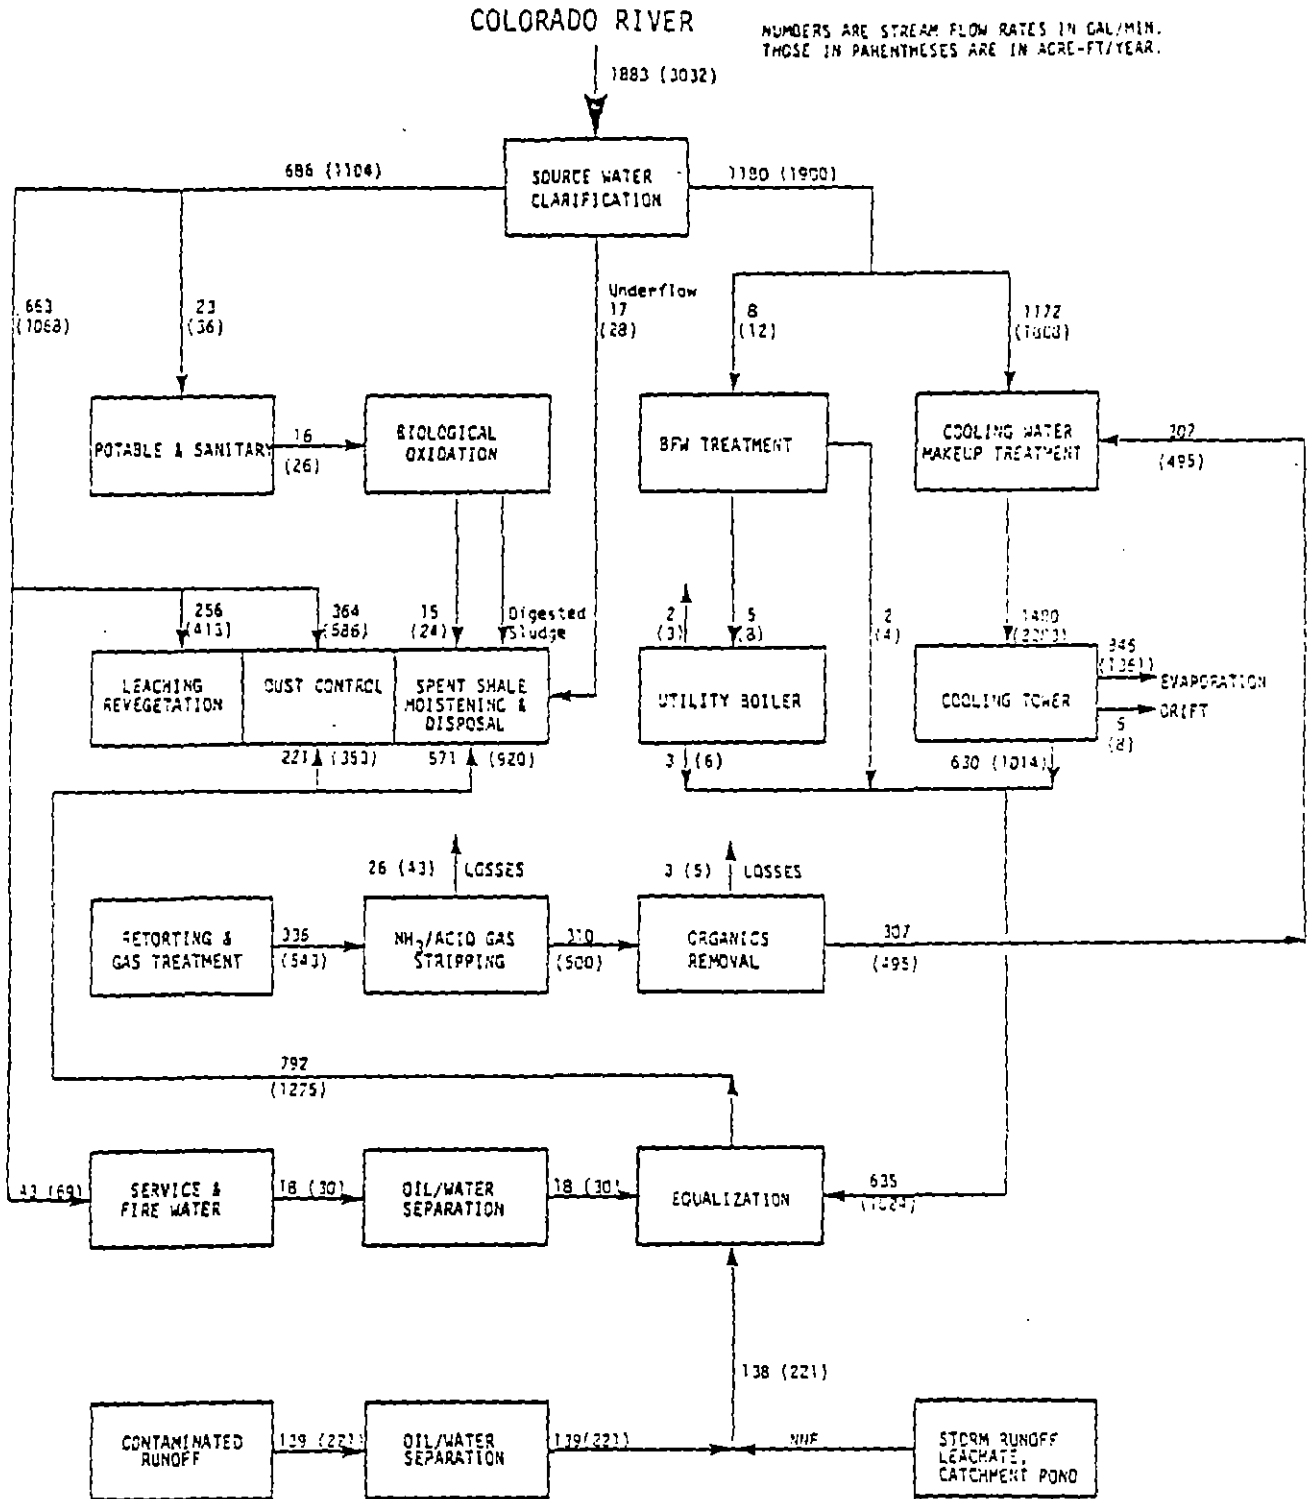 COLORADO RIVER
NUMBERS ARE STREAM FLOW RATES IN GAL/MIN.
THOSE IN PARENTHESES ARE IN ACRE-FT/YEAR.
1883 (3032)
686 (1104)
SOURCE WATER
CLARIFICATION
1180 (1900)
663
(1068)
23
(36)
Underflow
17
(28)
8
(12)
1172
POTABLE & SANITARY
16
(26)
BIOLOGICAL
OXIDATION
BFW TREATMENT
COOLING WATER
MAKEUP TREATMENT
307
(495)
256
(413)
364
(586)
15
(24)
Digested
Sludge
2
(3)
5
(8)
2
(4)
1480
LEACHING
REVEGETATION
DUST CONTROL
SPENT SHALE
MOISTENING &
DISPOSAL
UTILITY BOILER
COOLING TOWER
845
(1361)
EVAPORATION
DRIFT
5
(8)
221 (353)
571 (920)
3 (6)
630 (1014)
26 (43) LOSSES
3 (5) LOSSES
RETORTING &
GAS TREATMENT
336
(543)
NH3/ACID GAS
STRIPPING
310
(500)
ORGANICS
REMOVAL
307
(495)
792
(1275)
43 (69)
SERVICE &
FIRE WATER
18 (30)
OIL/WATER
SEPARATION
18 (30)
EQUALIZATION
635
(1024)
138 (221)
CONTAMINATED
RUNOFF
139 (221)
OIL/WATER
SEPARATION
139(221)
NNF
STORM RUNOFF
LEACHATE,
CATCHMENT POND